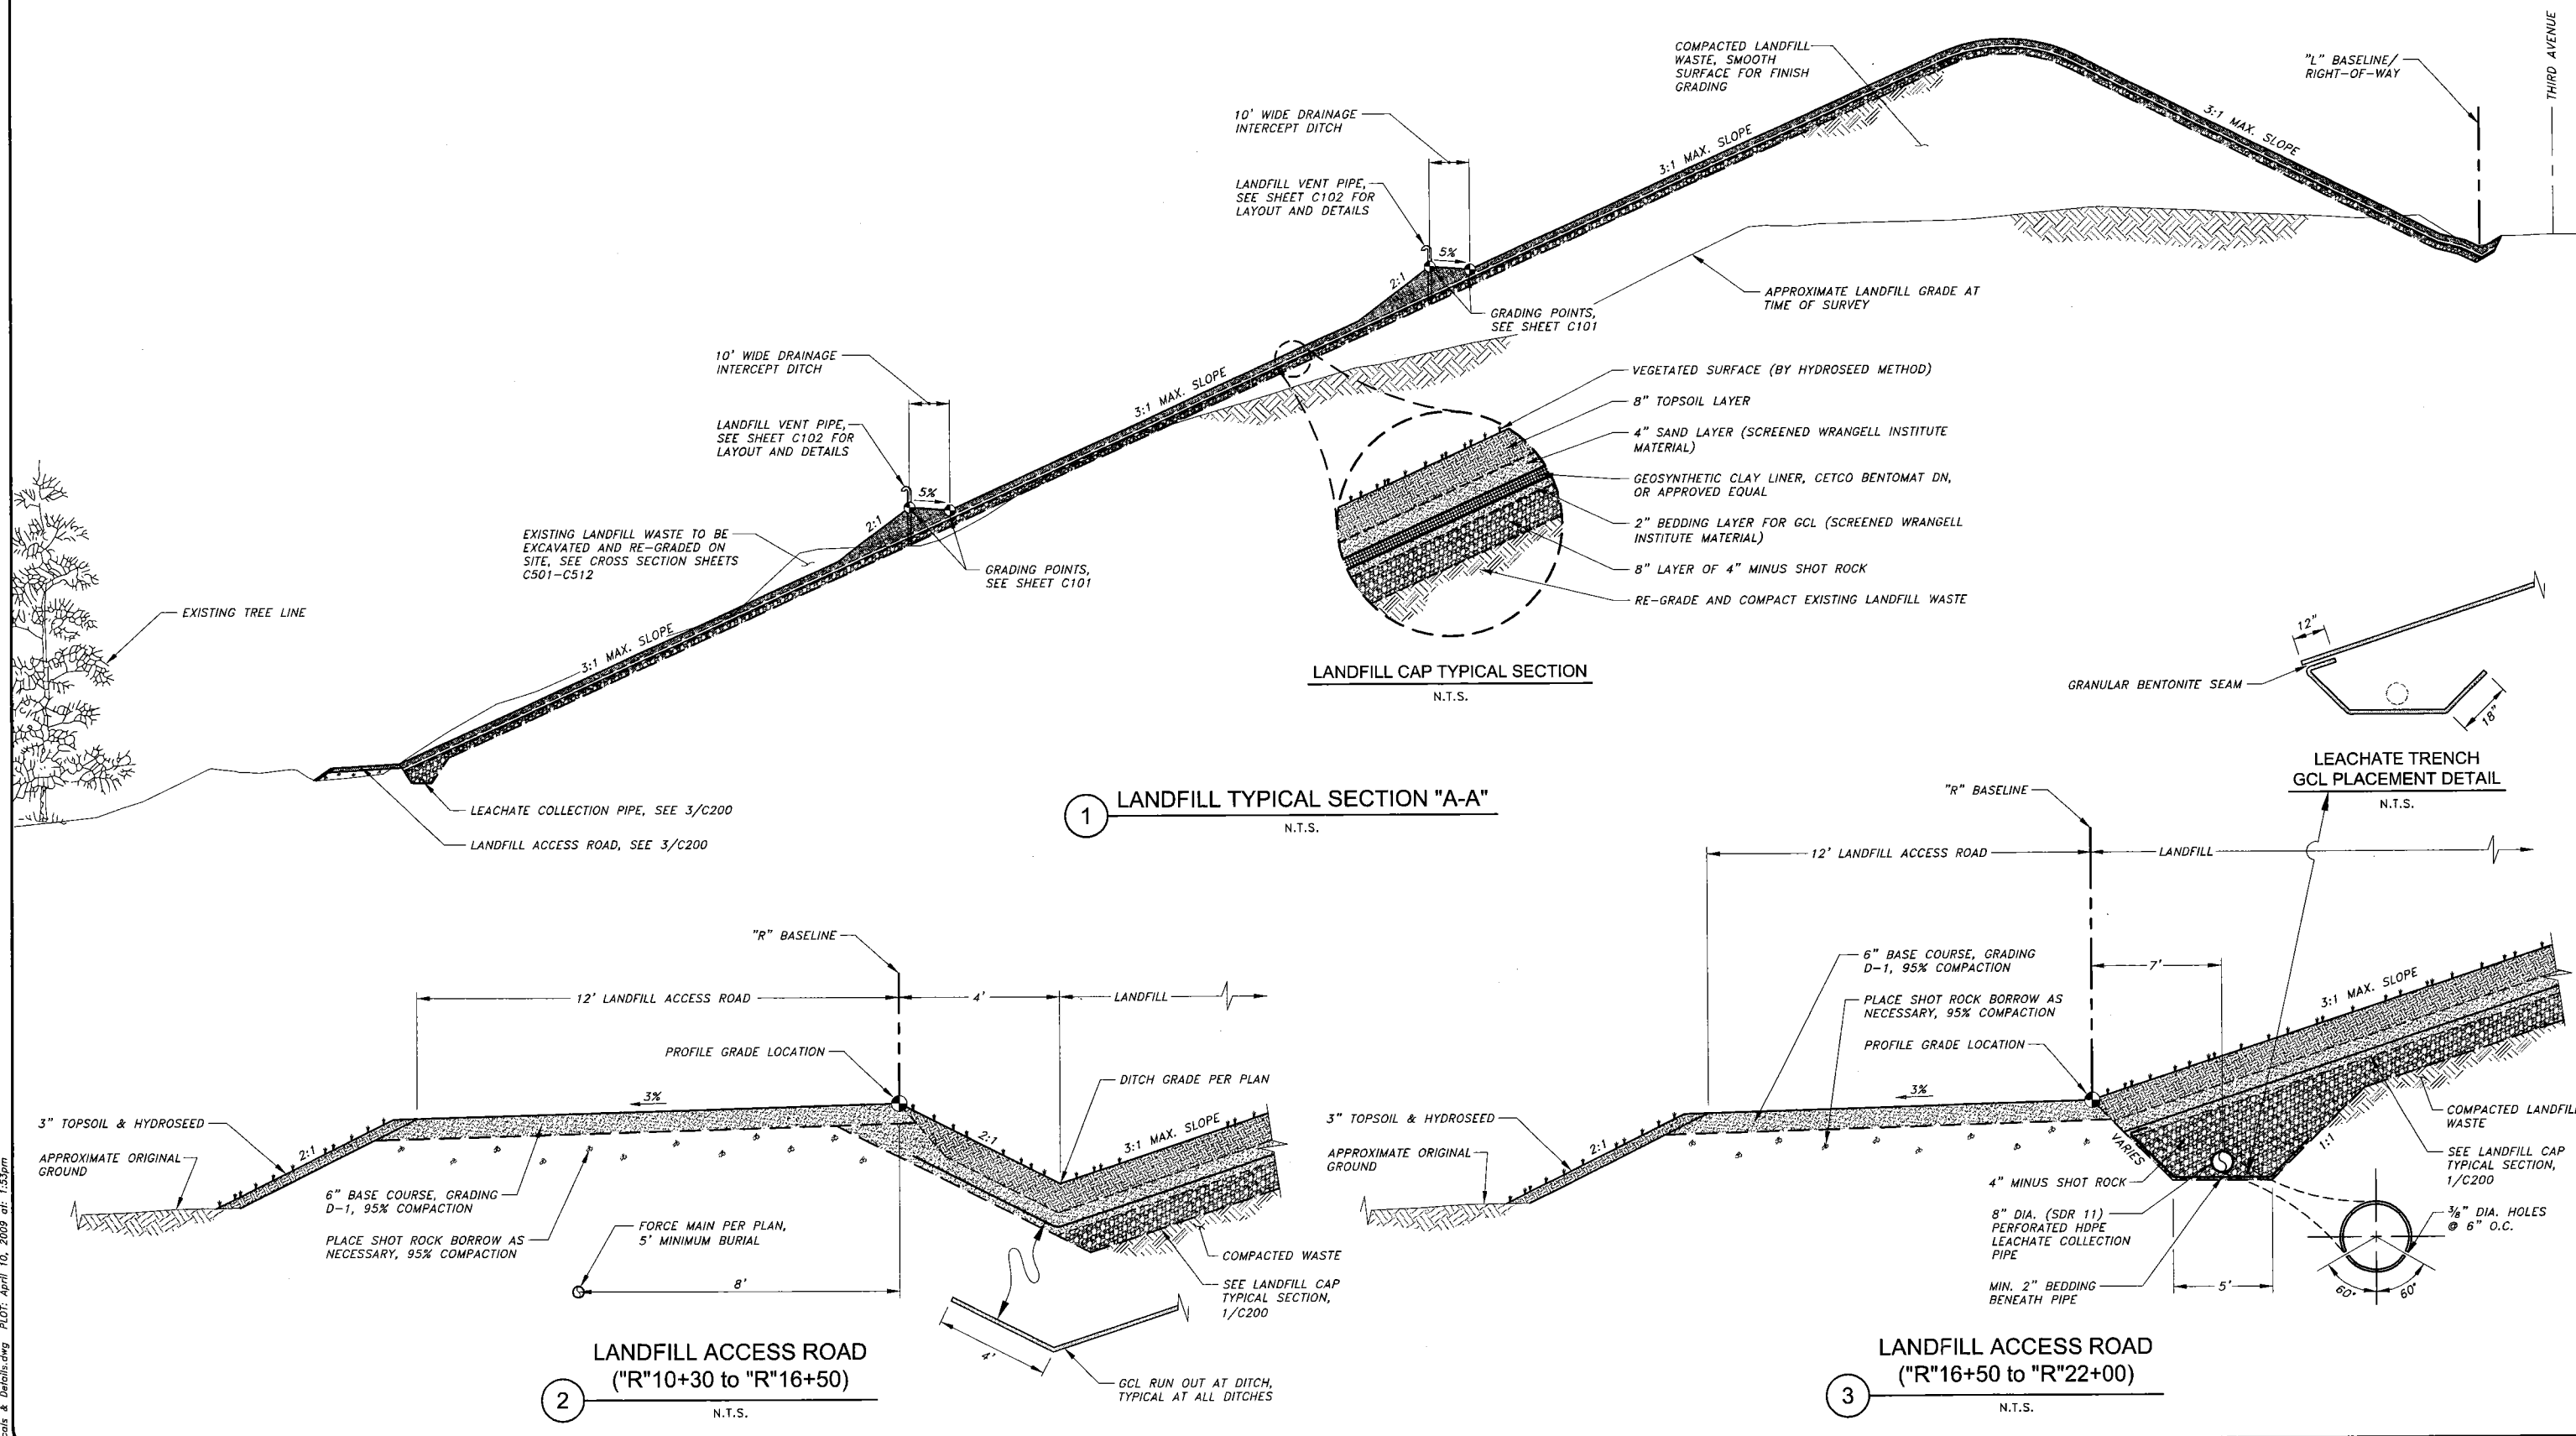 COMPACTED LANDFILL
WASTE, SMOOTH
SURFACE FOR FINISH
GRADING
"L" BASELINE/
RIGHT-OF-WAY
THIRD AVENUE
3:1 MAX. SLOPE
3:1 MAX. SLOPE
10' WIDE DRAINAGE
INTERCEPT DITCH
LANDFILL VENT PIPE,
SEE SHEET C102 FOR
LAYOUT AND DETAILS
5%
2:1
GRADING POINTS,
SEE SHEET C101
APPROXIMATE LANDFILL GRADE AT
TIME OF SURVEY
10' WIDE DRAINAGE
INTERCEPT DITCH
LANDFILL VENT PIPE,
SEE SHEET C102 FOR
LAYOUT AND DETAILS
3:1 MAX. SLOPE
5%
2:1
EXISTING LANDFILL WASTE TO BE
EXCAVATED AND RE-GRADED ON
SITE, SEE CROSS SECTION SHEETS
C501-C512
GRADING POINTS,
SEE SHEET C101
EXISTING TREE LINE
3:1 MAX. SLOPE
LEACHATE COLLECTION PIPE, SEE 3/C200
LANDFILL ACCESS ROAD, SEE 3/C200
VEGETATED SURFACE (BY HYDROSEED METHOD)
8" TOPSOIL LAYER
4" SAND LAYER (SCREENED WRANGELL INSTITUTE
MATERIAL)
GEOSYNTHETIC CLAY LINER, CETCO BENTOMAT DN,
OR APPROVED EQUAL
2" BEDDING LAYER FOR GCL (SCREENED WRANGELL
INSTITUTE MATERIAL)
8" LAYER OF 4" MINUS SHOT ROCK
RE-GRADE AND COMPACT EXISTING LANDFILL WASTE
LANDFILL CAP TYPICAL SECTION
N.T.S.
1
LANDFILL TYPICAL SECTION "A-A"
N.T.S.
12"
GRANULAR BENTONITE SEAM
18"
LEACHATE TRENCH
GCL PLACEMENT DETAIL
N.T.S.
"R" BASELINE
12' LANDFILL ACCESS ROAD
4'
LANDFILL
PROFILE GRADE LOCATION
DITCH GRADE PER PLAN
3%
3" TOPSOIL & HYDROSEED
2:1
2:1
3:1 MAX. SLOPE
APPROXIMATE ORIGINAL
GROUND
6" BASE COURSE, GRADING
D-1, 95% COMPACTION
PLACE SHOT ROCK BORROW AS
NECESSARY, 95% COMPACTION
FORCE MAIN PER PLAN,
5' MINIMUM BURIAL
8'
COMPACTED WASTE
SEE LANDFILL CAP
TYPICAL SECTION,
1/C200
4'
GCL RUN OUT AT DITCH,
TYPICAL AT ALL DITCHES
2
LANDFILL ACCESS ROAD
("R"10+30 to "R"16+50)
N.T.S.
"R" BASELINE
12' LANDFILL ACCESS ROAD
LANDFILL
6" BASE COURSE, GRADING
D-1, 95% COMPACTION
7'
PLACE SHOT ROCK BORROW AS
NECESSARY, 95% COMPACTION
3:1 MAX. SLOPE
PROFILE GRADE LOCATION
3%
3" TOPSOIL & HYDROSEED
2:1
APPROXIMATE ORIGINAL
GROUND
VARIES
1:1
COMPACTED LANDFILL
WASTE
SEE LANDFILL CAP
TYPICAL SECTION,
1/C200
4" MINUS SHOT ROCK
8" DIA. (SDR 11)
PERFORATED HDPE
LEACHATE COLLECTION
PIPE
3/8" DIA. HOLES
@ 6" O.C.
MIN. 2" BEDDING
BENEATH PIPE
5'
60°
60°
3
LANDFILL ACCESS ROAD
("R"16+50 to "R"22+00)
N.T.S.
& Details.dwg PLOT: April 10, 2009 at: 1:53pm